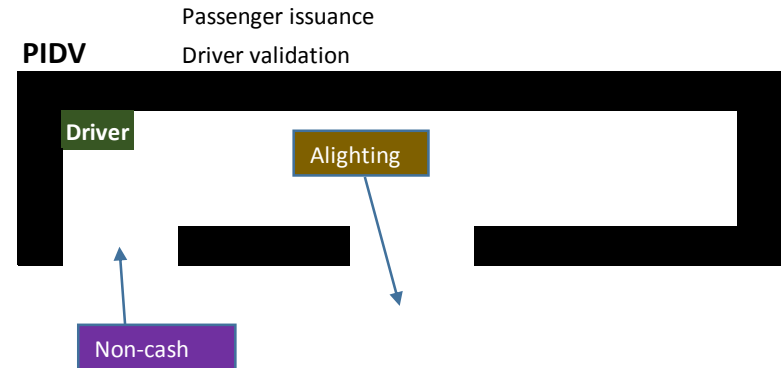 Passenger issuance
PIDV Driver validation
Driver
Alighting
Non-cash